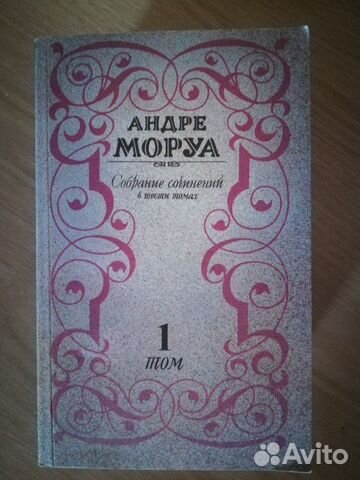 АНДРЕ
МОРУА
Собрание сочинений
в шести томах
1
том
Avito